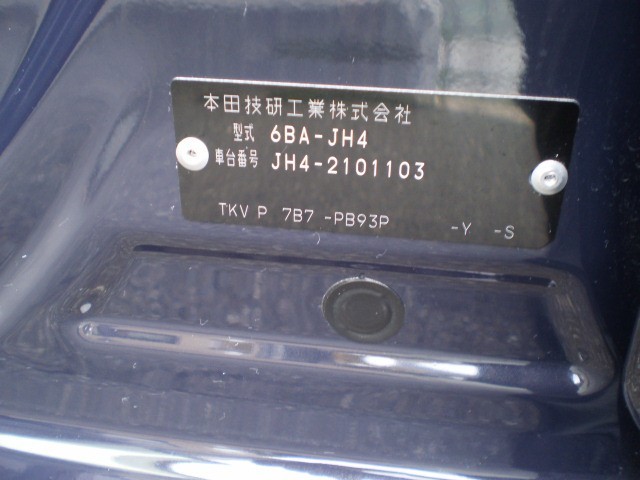 本田技研工業株式会社
型式 6BA-JH4
車台番号 JH4-2101103
TKV P 7B7 -PB93P -Y -S